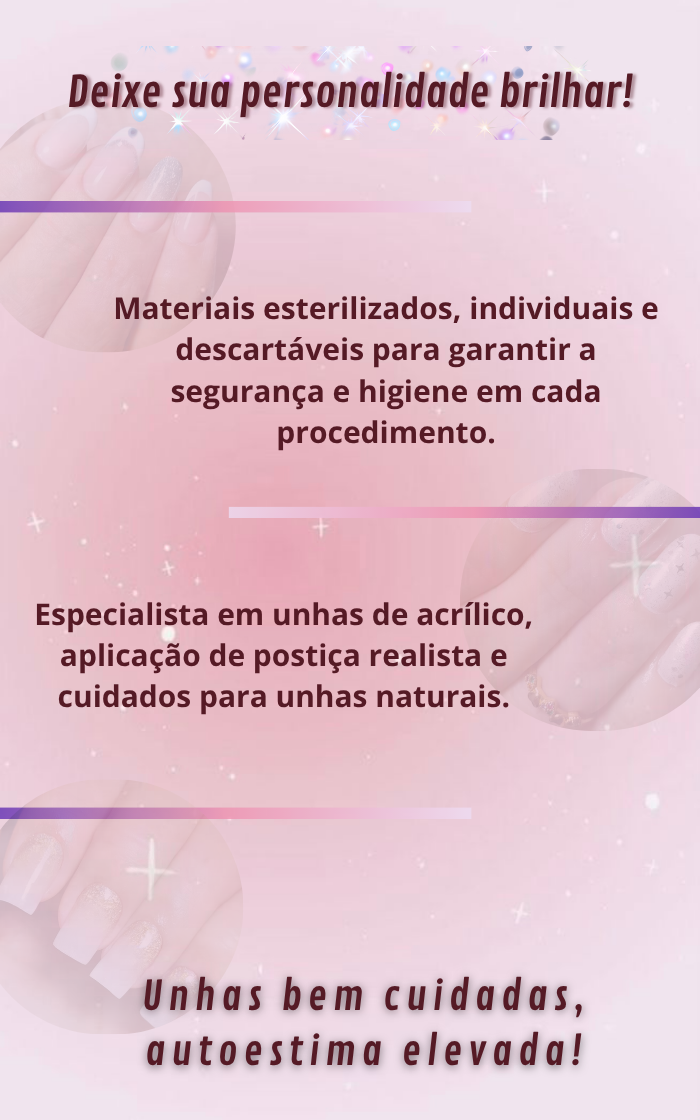 Deixe sua personalidade brilhar!
Materiais esterilizados, individuais e
descartáveis para garantir a
segurança e higiene em cada
procedimento.
Especialista em unhas de acrílico,
aplicação de postiça realista e
cuidados para unhas naturais.
Unhas bem cuidadas,
autoestima elevada!